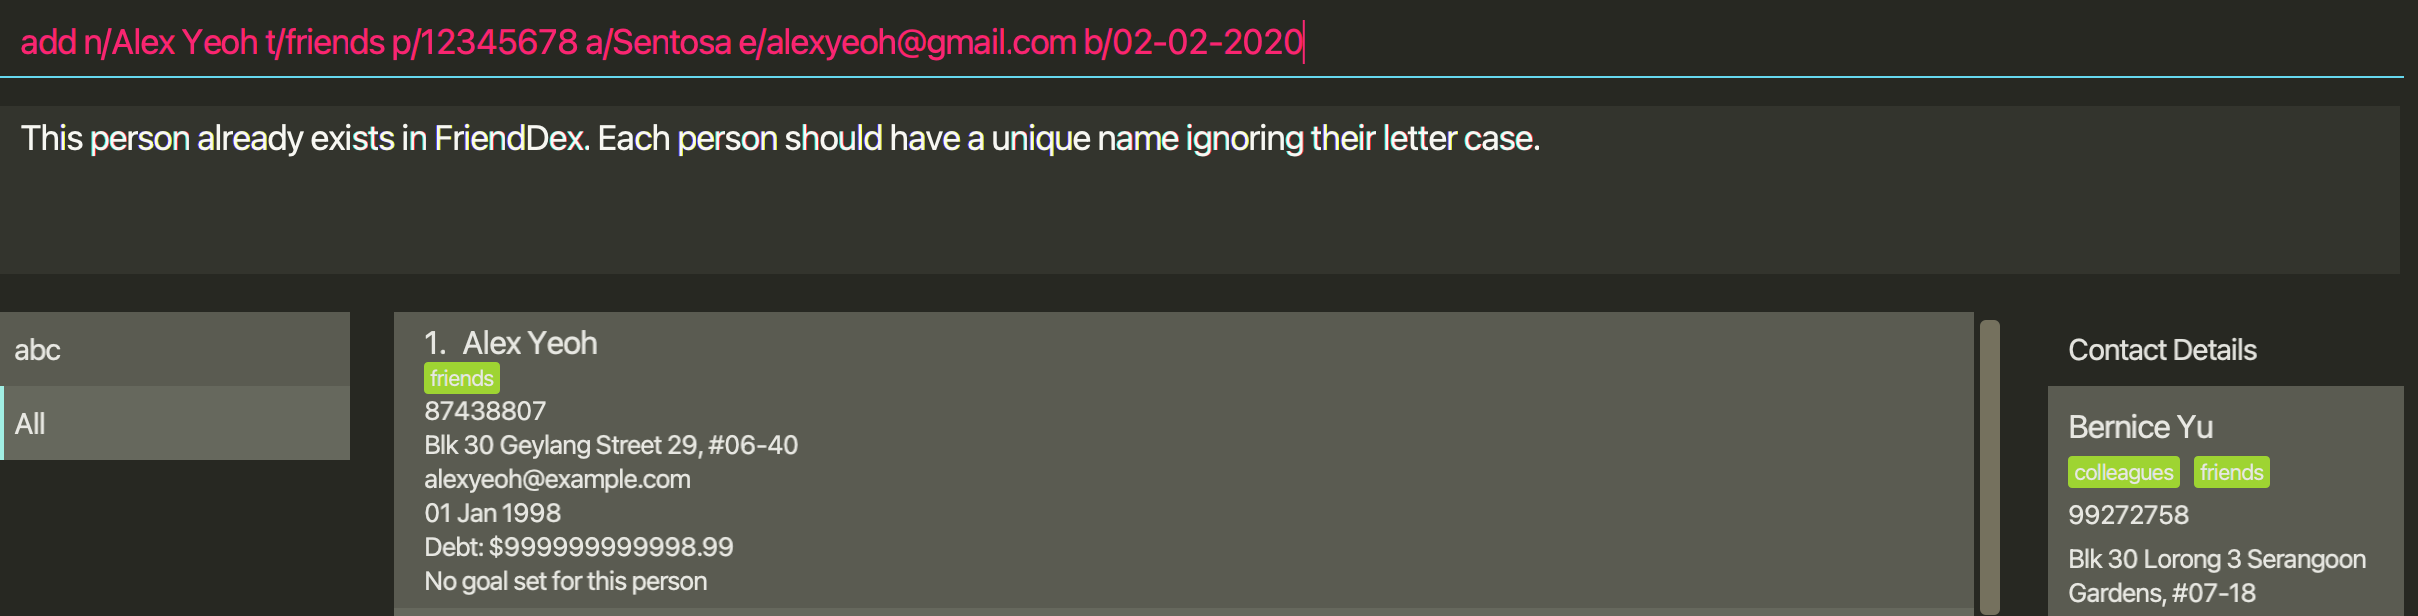 add n/Alex Yeoh t/friends p/12345678 a/Sentosa e/alexyeoh@gmail.com b/02-02-2020
This person already exists in FriendDex. Each person should have a unique name ignoring their letter case.
abc
All
1. Alex Yeoh
friends
87438807
Blk 30 Geylang Street 29, #06-40
alexyeoh@example.com
01 Jan 1998
Debt: $999999999998.99
No goal set for this person
Contact Details
Bernice Yu
colleagues friends
99272758
Blk 30 Lorong 3 Serangoon
Gardens, #07-18